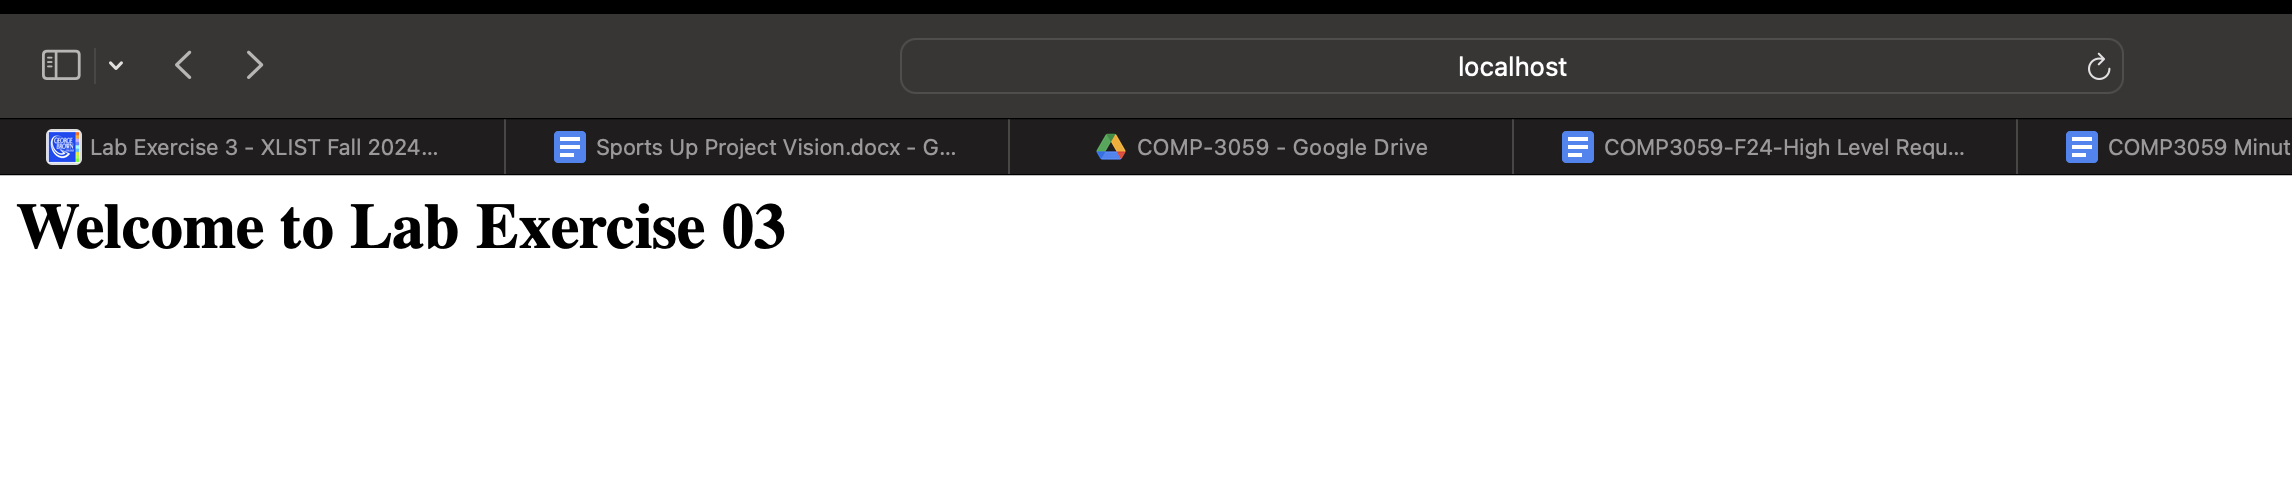 localhost
Lab Exercise 3 - XLIST Fall 2024...
Sports Up Project Vision.docx - G...
COMP-3059 - Google Drive
COMP3059-F24-High Level Requ...
COMP3059 Minut
Welcome to Lab Exercise 03